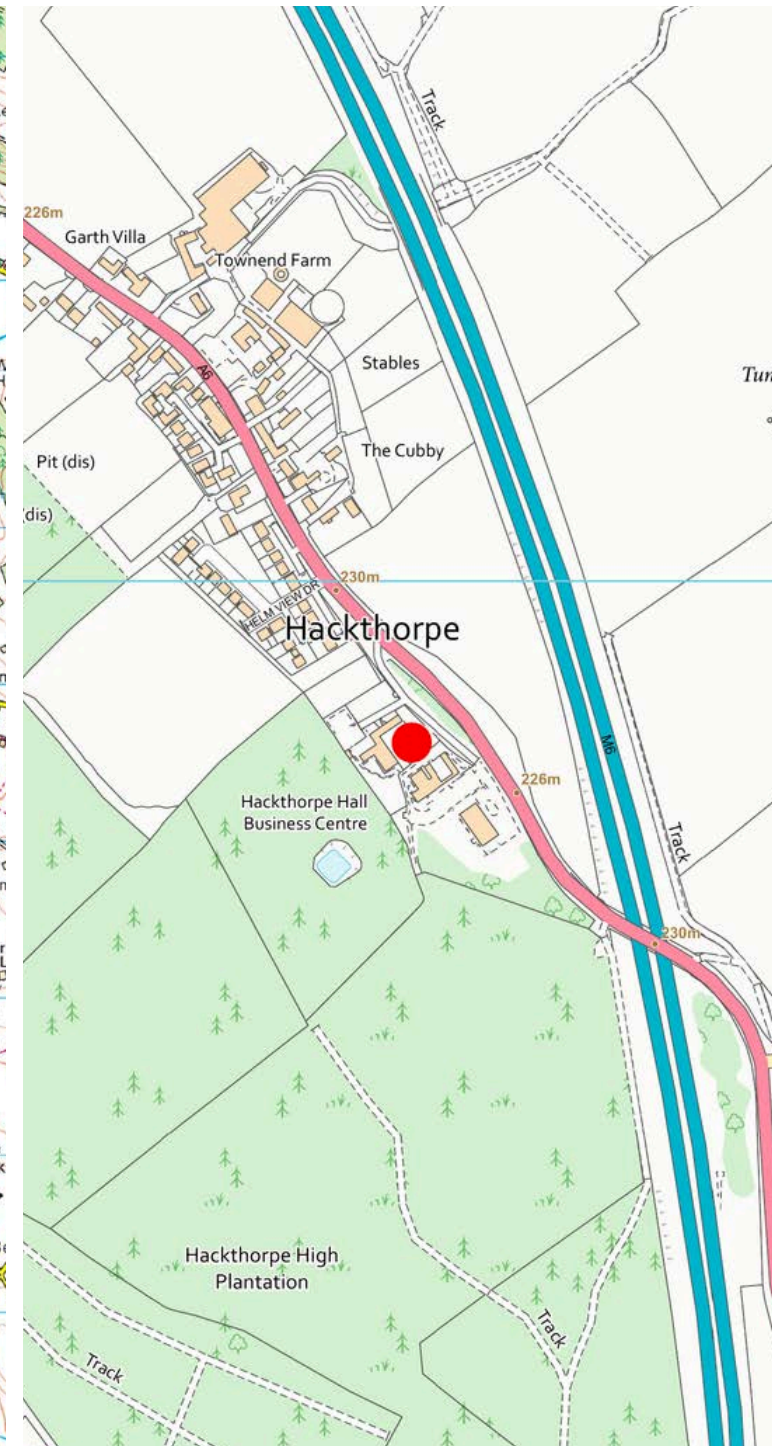 Track
226m
Garth Villa
Townend Farm
A6
Stables
Tun
Pit (dis)
The Cubby
(dis)
230m
HELM VIEW DR
Hackthorpe
M6
226m
Hackthorpe Hall
Business Centre
Track
230m
Hackthorpe High
Plantation
Track
Track